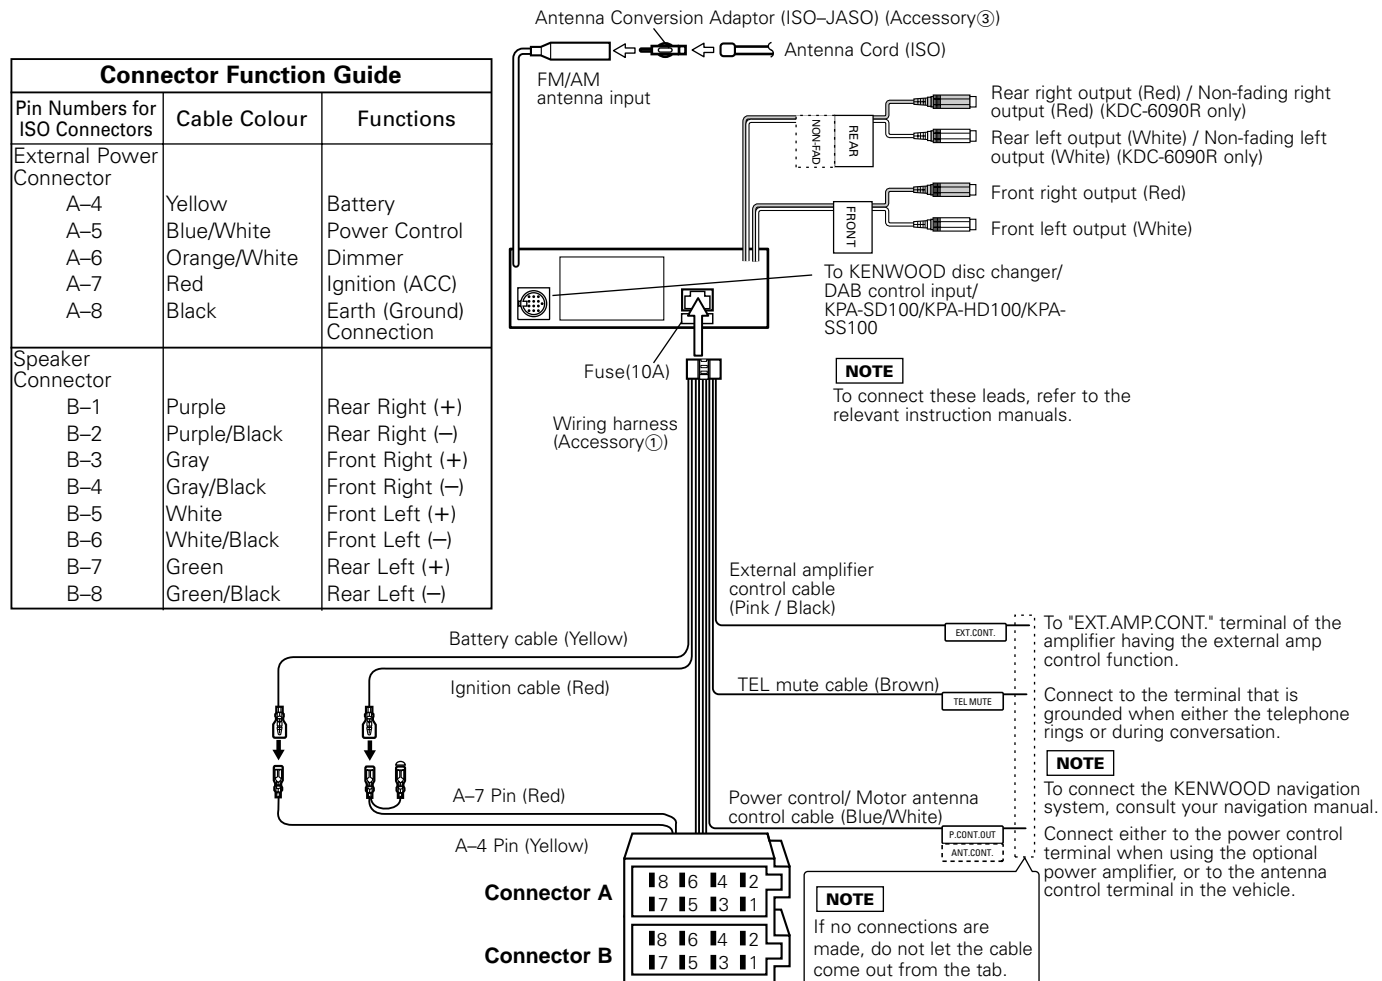 Antenna Conversion Adaptor (ISO–JASO) (Accessory③)
Antenna Cord (ISO)
FM/AM
antenna input
Connector Function Guide
Pin Numbers for
ISO Connectors
Cable Colour
Functions
External Power
Connector
A–4 Yellow Battery
A–5 Blue/White Power Control
A–6 Orange/White Dimmer
A–7 Red Ignition (ACC)
A–8 Black Earth (Ground)
Connection
Speaker
Connector
B–1 Purple Rear Right (+)
B–2 Purple/Black Rear Right (–)
B–3 Gray Front Right (+)
B–4 Gray/Black Front Right (–)
B–5 White Front Left (+)
B–6 White/Black Front Left (–)
B–7 Green Rear Left (+)
B–8 Green/Black Rear Left (–)
NON-FAD
REAR
FRONT
Rear right output (Red) / Non-fading right
output (Red) (KDC-6090R only)
Rear left output (White) / Non-fading left
output (White) (KDC-6090R only)
Front right output (Red)
Front left output (White)
To KENWOOD disc changer/
DAB control input/
KPA-SD100/KPA-HD100/KPA-
SS100
NOTE
To connect these leads, refer to the
relevant instruction manuals.
Fuse(10A)
Wiring harness
(Accessory①)
External amplifier
control cable
(Pink / Black)
EXT.CONT.
To "EXT.AMP.CONT." terminal of the
amplifier having the external amp
control function.
Battery cable (Yellow)
Ignition cable (Red)
TEL mute cable (Brown)
TEL MUTE
Connect to the terminal that is
grounded when either the telephone
rings or during conversation.
NOTE
To connect the KENWOOD navigation
system, consult your navigation manual.
A–7 Pin (Red)
A–4 Pin (Yellow)
Power control/ Motor antenna
control cable (Blue/White)
P.CONT.OUT
ANT.CONT.
Connect either to the power control
terminal when using the optional
power amplifier, or to the antenna
control terminal in the vehicle.
Connector A
8 6 4 2
7 5 3 1
Connector B
8 6 4 2
7 5 3 1
NOTE
If no connections are
made, do not let the cable
come out from the tab.